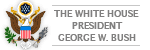 THE WHITE HOUSE
PRESIDENT
GEORGE W. BUSH